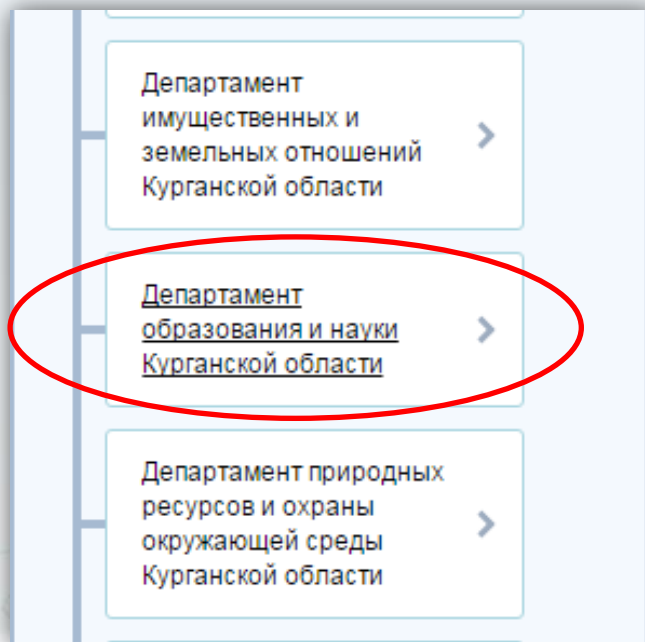 Департамент
имущественных и
земельных отношений
Курганской области
Департамент
образования и науки
Курганской области
Департамент природных
ресурсов и охраны
окружающей среды
Курганской области